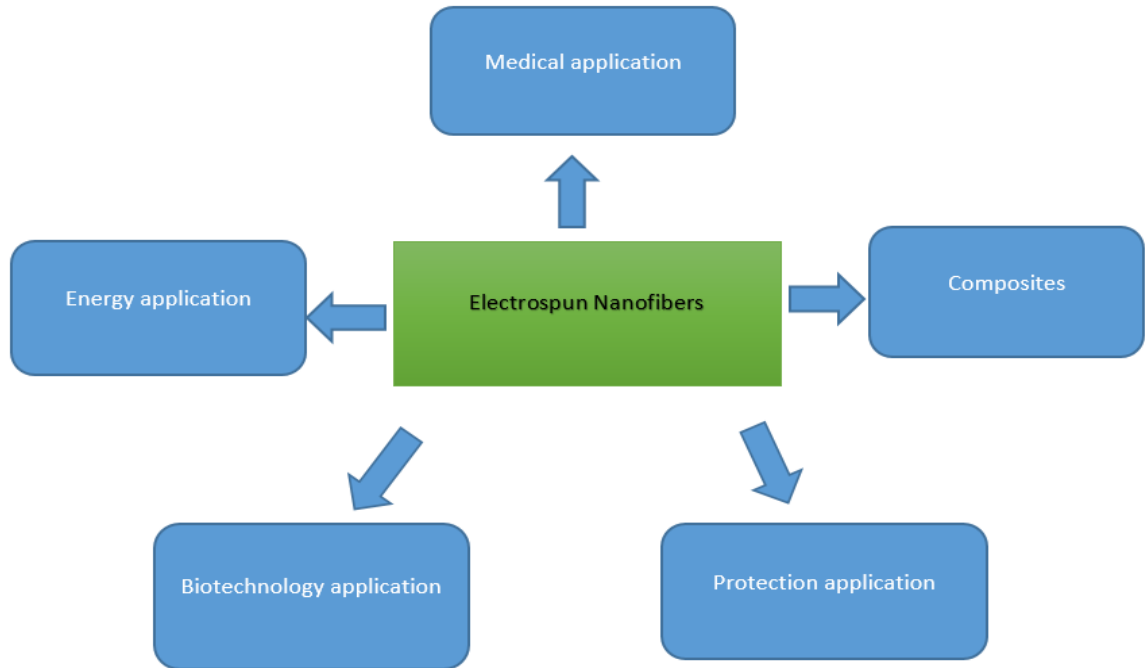 Medical application
Energy application
Electrospun Nanofibers
Composites
Biotechnology application
Protection application